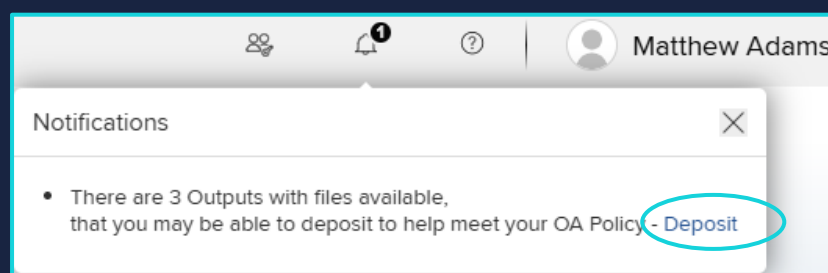 1
?
Matthew Adams
Notifications
• There are 3 Outputs with files available,
that you may be able to deposit to help meet your OA Policy - Deposit